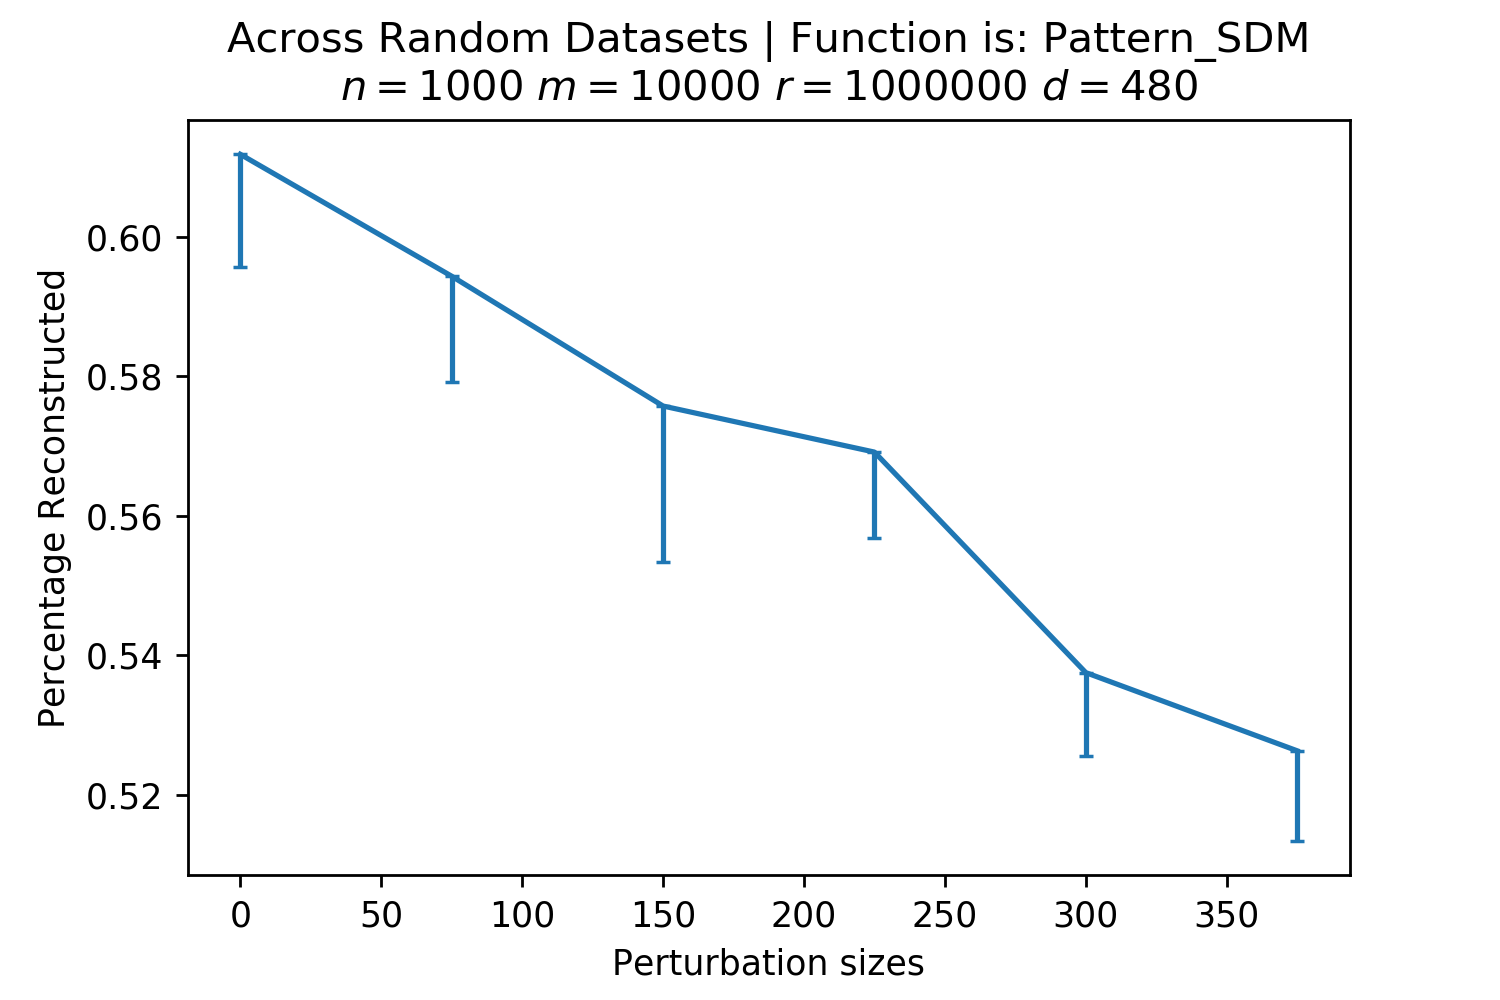 Across Random Datasets | Function is: Pattern_SDM
n = 1000 m = 10000 r = 1000000 d = 480
Percentage Reconstructed
0.60
0.58
0.56
0.54
0.52
0 50 100 150 200 250 300 350
Perturbation sizes